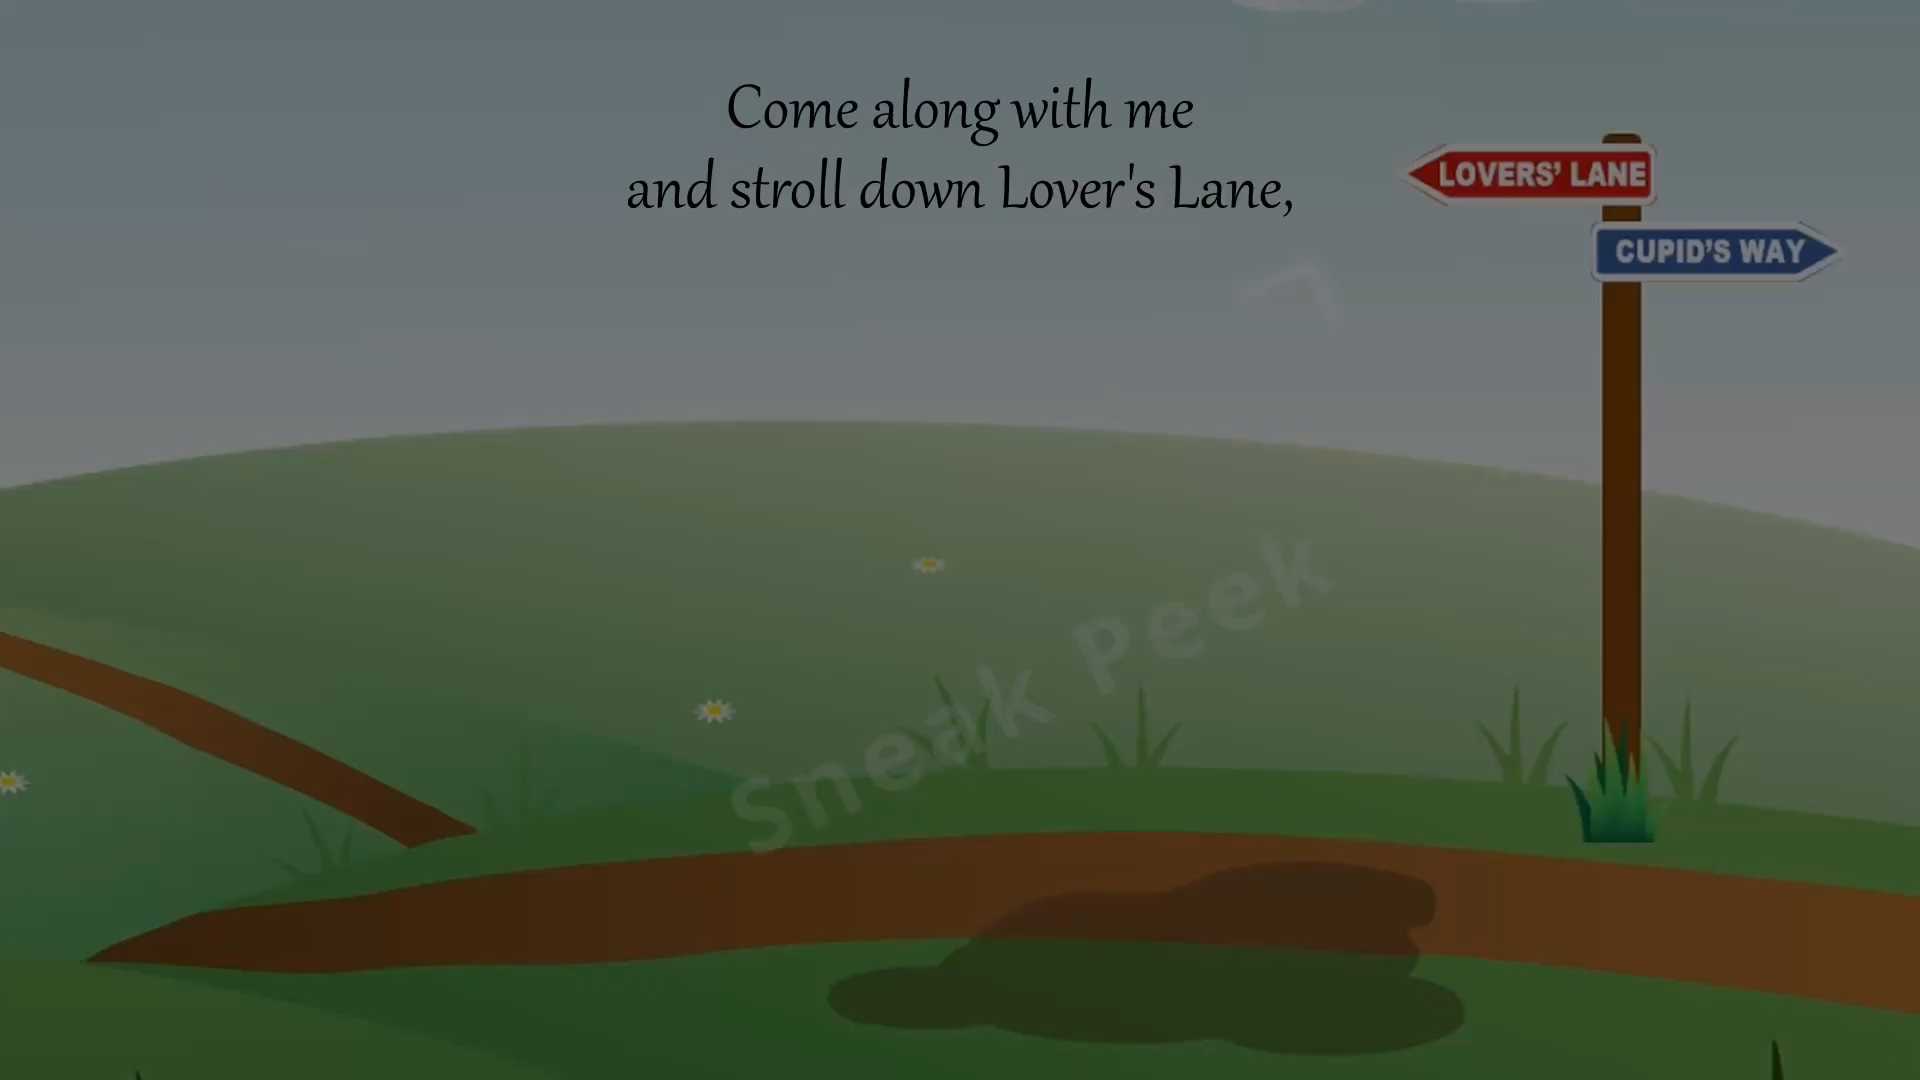 Come along with me
and stroll down Lover's Lane,
LOVERS' LANE
CUPID'S WAY
Sneak Peek